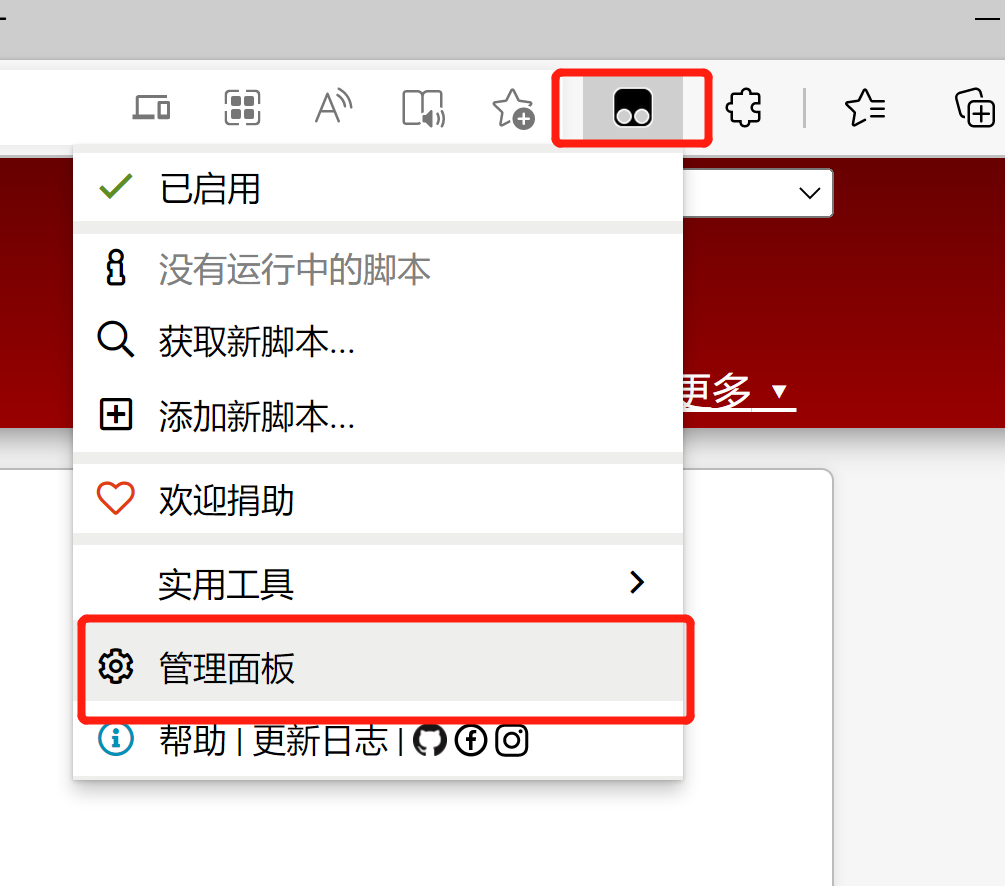 已启用
没有运行中的脚本
获取新脚本...
更多 ▼
添加新脚本...
欢迎捐助
实用工具
管理面板
帮助 | 更新日志 |